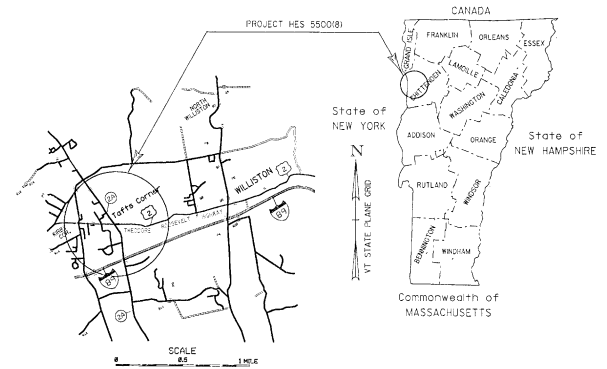 PROJECT HES 5500(8)
CANADA
GRAND ISLE
FRANKLIN
ORLEANS
ESSEX
LAMOILLE
CHITTENDEN
CALEDONIA
WASHINGTON
State of
NEW YORK
ADDISON
ORANGE
State of
NEW HAMPSHIRE
RUTLAND
WINDSOR
BENNINGTON
WINDHAM
Commonwealth of
MASSACHUSETTS
N
VT STATE PLANE GRID
NORTH
WILLISTON
WILLISTON
2
2A
Tafts Corner
2
THEODORE ROOSEVELT HIGHWAY
89
89
2A
SCALE
0 0.5 1 MILE